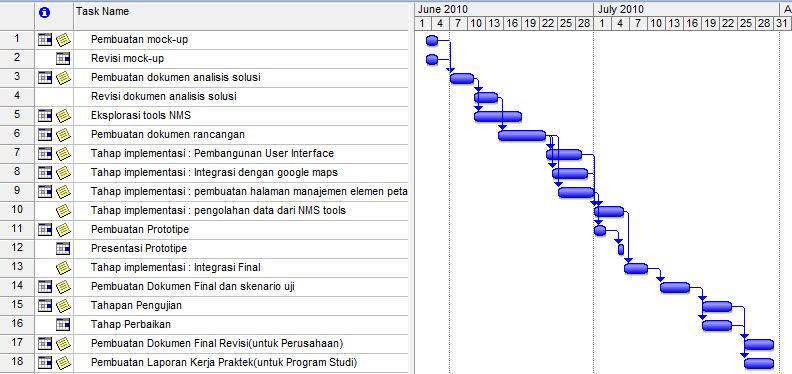 Task Name
June 2010
July 2010
A
1 4 7 10 13 16 19 22 25 28 1 4 7 10 13 16 19 22 25 28 31
1 Pembuatan mock-up
2 Revisi mock-up
3 Pembuatan dokumen analisis solusi
4 Revisi dokumen analisis solusi
5 Eksplorasi tools NMS
6 Pembuatan dokumen rancangan
7 Tahap implementasi : Pembangunan User Interface
8 Tahap implementasi : Integrasi dengan google maps
9 Tahap implementasi : pembuatan halaman manajemen elemen peta
10 Tahap implementasi : pengolahan data dari NMS tools
11 Pembuatan Prototipe
12 Presentasi Prototipe
13 Tahap implementasi : Integrasi Final
14 Pembuatan Dokumen Final dan skenario uji
15 Tahapan Pengujian
16 Tahap Perbaikan
17 Pembuatan Dokumen Final Revisi(untuk Perusahaan)
18 Pembuatan Laporan Kerja Praktek(untuk Program Studi)